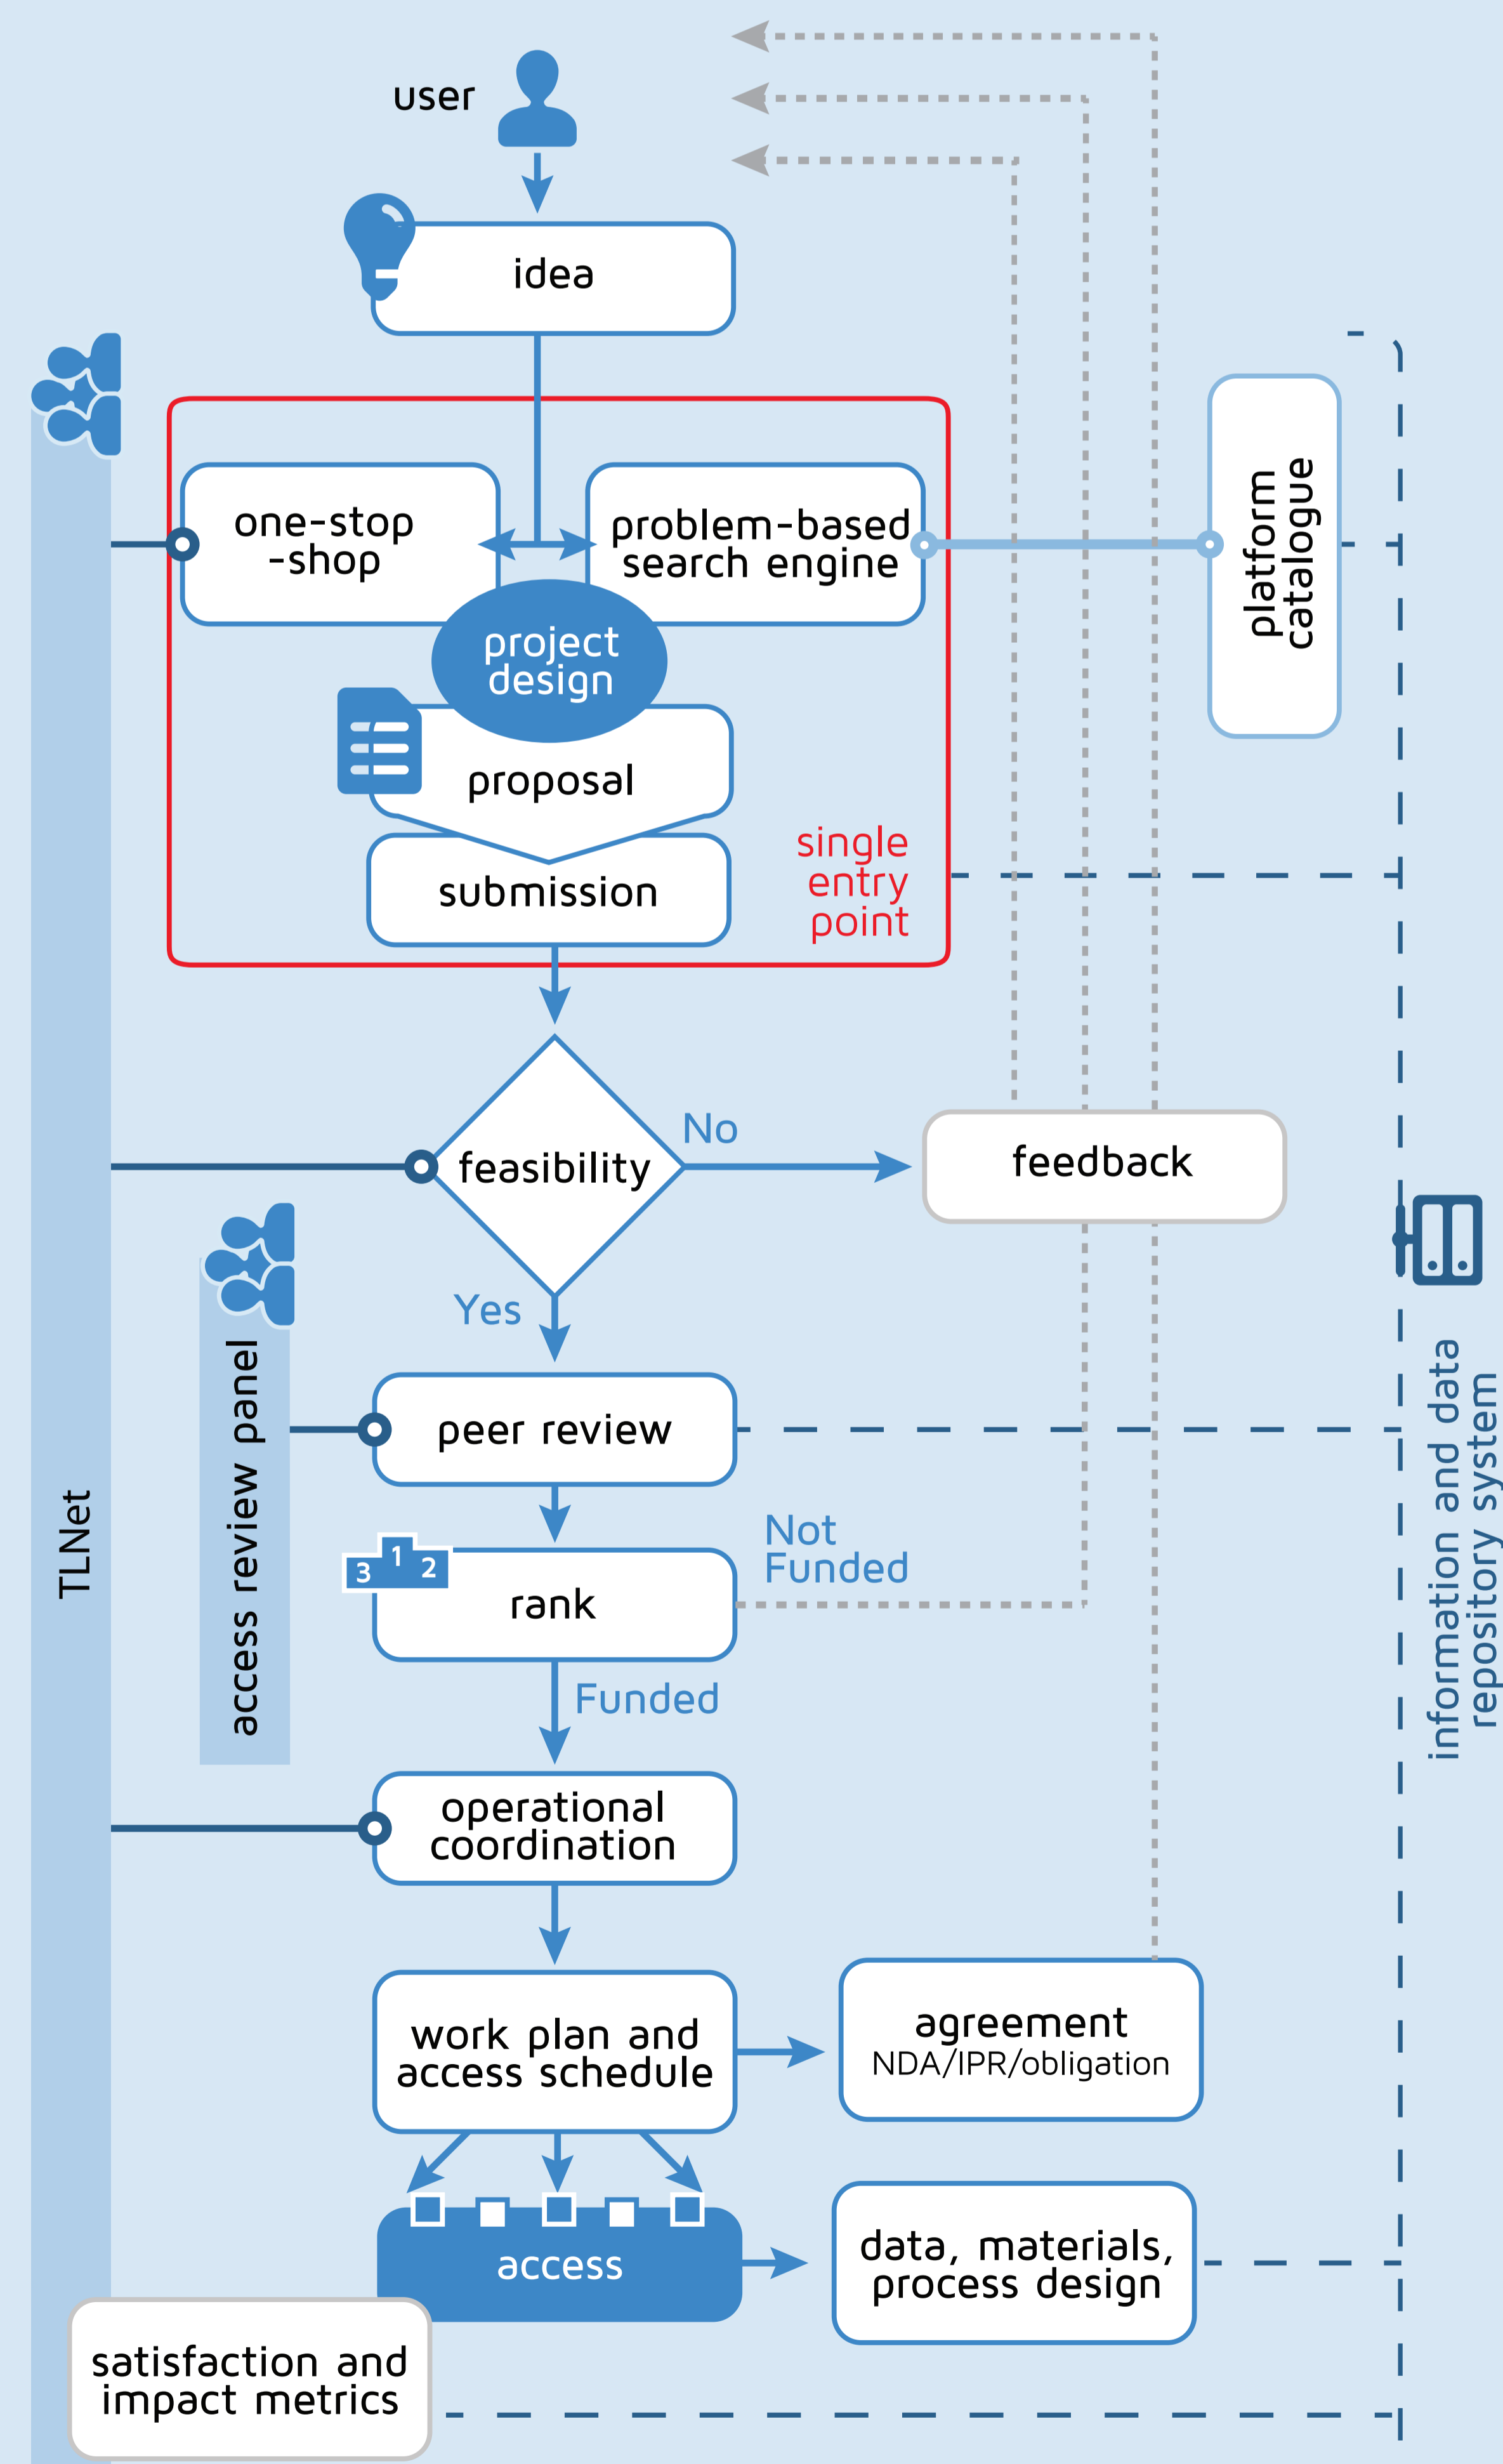 user
idea
one-stop
-shop
problem-based
search engine
platform
catalogue
project
design
proposal
submission
single
entry
point
feasibility
No
feedback
Yes
peer review
access review panel
TLNet
information and data
repository system
1
2
3
rank
Not
Funded
Funded
operational
coordination
work plan and
access schedule
agreement
NDA/IPR/obligation
access
data, materials,
process design
satisfaction and
impact metrics